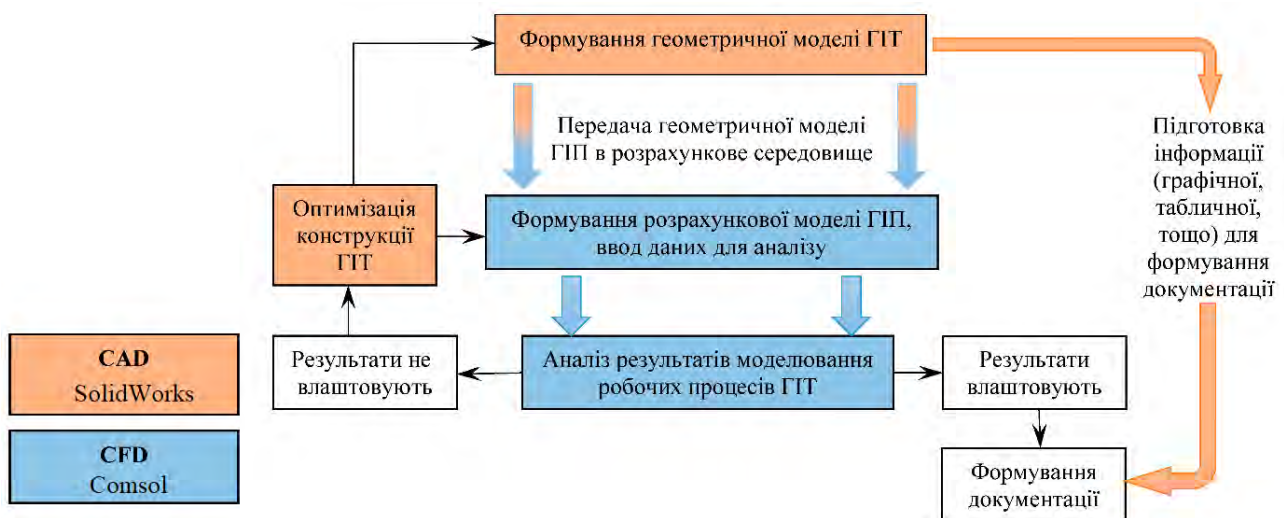 Формування геометричної моделі ГІТ
Передача геометричної моделі
ГІП в розрахункове середовище
Підготовка
інформації
(графічної,
табличної,
тощо) для
формування
документації
Оптимізація
конструкції
ГІТ
Формування розрахункової моделі ГІП,
ввод даних для аналізу
CAD
SolidWorks
Результати не
влаштовують
Аналіз результатів моделювання
робочих процесів ГІТ
Результати
влаштовують
CFD
Comsol
Формування
документації